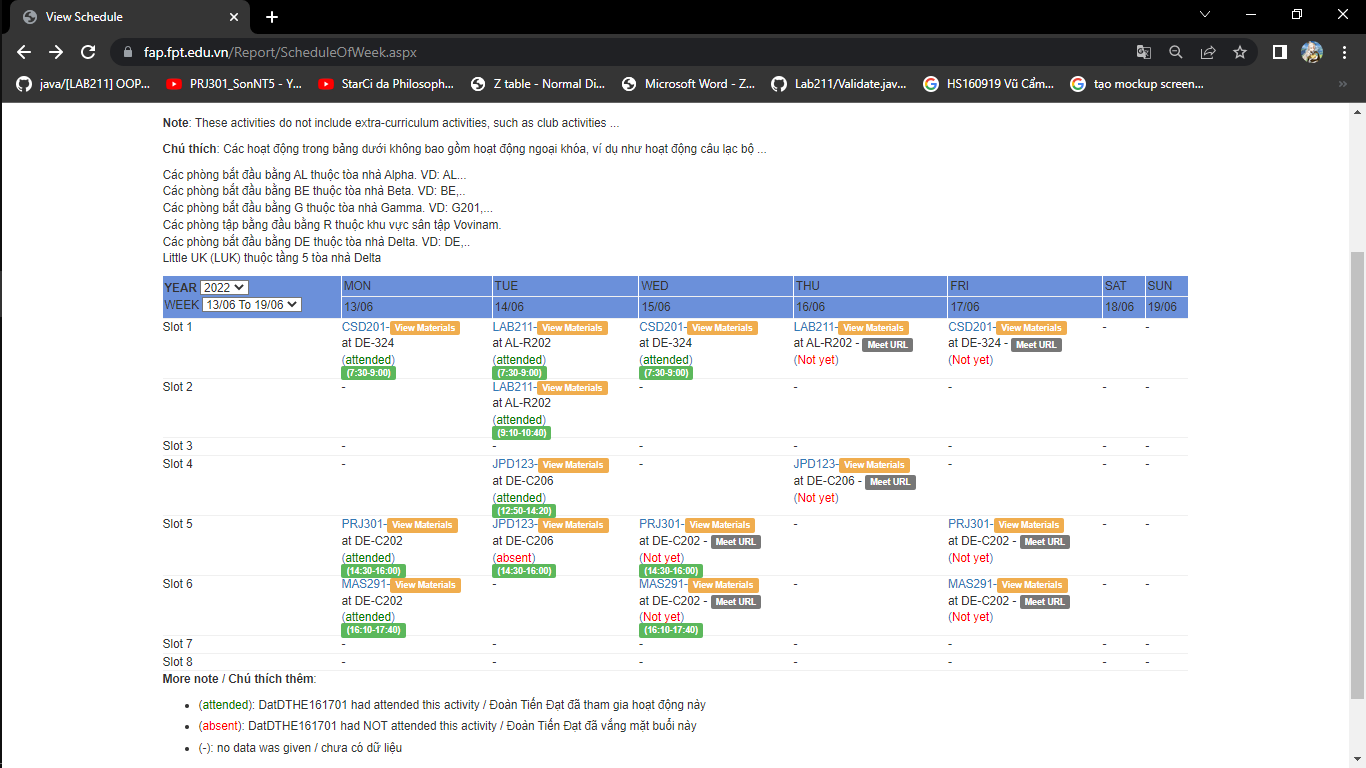 View Schedule
fap.fpt.edu.vn/Report/ScheduleOfWeek.aspx
java/[LAB211] OOP... PRJ301_SonNT5 - Y... StarCi da Philosoph... Z table - Normal Di... Microsoft Word - Z... Lab211/Validate.jav... HS160919 Vũ Cẩm... tạo mockup screen... »
Note: These activities do not include extra-curriculum activities, such as club activities ...
Chú thích: Các hoạt động trong bảng dưới không bao gồm hoạt động ngoại khóa, ví dụ như hoạt động câu lạc bộ ...
Các phòng bắt đầu bằng AL thuộc tòa nhà Alpha. VD: AL...
Các phòng bắt đầu bằng BE thuộc tòa nhà Beta. VD: BE,..
Các phòng bắt đầu bằng G thuộc tòa nhà Gamma. VD: G201,...
Các phòng tập bằng đầu bằng R thuộc khu vực sân tập Vovinam.
Các phòng bắt đầu bằng DE thuộc tòa nhà Delta. VD: DE,..
Little UK (LUK) thuộc tầng 5 tòa nhà Delta
YEAR 2022 MON TUE WED THU FRI SAT SUN
WEEK 13/06 To 19/06 13/06 14/06 15/06 16/06 17/06 18/06 19/06
Slot 1 CSD201-View Materials LAB211-View Materials CSD201-View Materials LAB211-View Materials CSD201-View Materials - -
at DE-324 at AL-R202 at DE-324 at AL-R202 - Meet URL at DE-324 - Meet URL
(attended) (attended) (attended) (Not yet) (Not yet)
(7:30-9:00) (7:30-9:00) (7:30-9:00)
Slot 2 - LAB211-View Materials - - - - -
at AL-R202
(attended)
(9:10-10:40)
Slot 3 - - - - - - -
Slot 4 - JPD123-View Materials - JPD123-View Materials - - -
at DE-C206 at DE-C206 - Meet URL
(attended) (Not yet)
(12:50-14:20)
Slot 5 PRJ301-View Materials JPD123-View Materials PRJ301-View Materials - PRJ301-View Materials - -
at DE-C202 at DE-C206 at DE-C202 - Meet URL at DE-C202 - Meet URL
(attended) (absent) (Not yet) (Not yet)
(14:30-16:00) (14:30-16:00) (14:30-16:00)
Slot 6 MAS291-View Materials - MAS291-View Materials - MAS291-View Materials - -
at DE-C202 at DE-C202 - Meet URL at DE-C202 - Meet URL
(attended) (Not yet) (Not yet)
(16:10-17:40) (16:10-17:40)
Slot 7 - - - - - - -
Slot 8 - - - - - - -
More note / Chú thích thêm:
• (attended): DatDTHE161701 had attended this activity / Đoàn Tiến Đạt đã tham gia hoạt động này
• (absent): DatDTHE161701 had NOT attended this activity / Đoàn Tiến Đạt đã vắng mặt buổi này
• (-): no data was given / chưa có dữ liệu